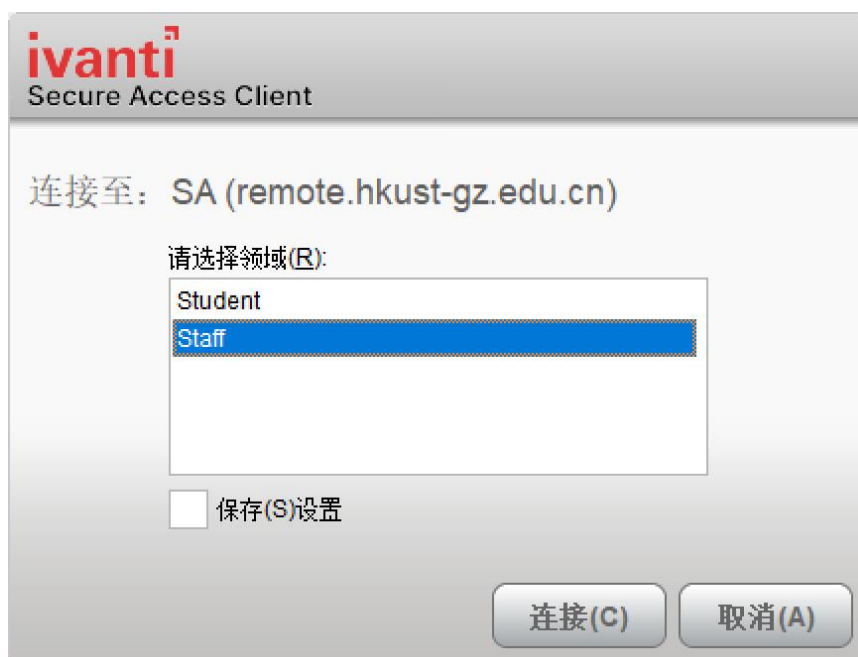 ivanti
Secure Access Client
连接至： SA (remote.hkust-gz.edu.cn)
请选择领域(R):
Student
Staff
保存(S)设置
连接(C) 取消(A)